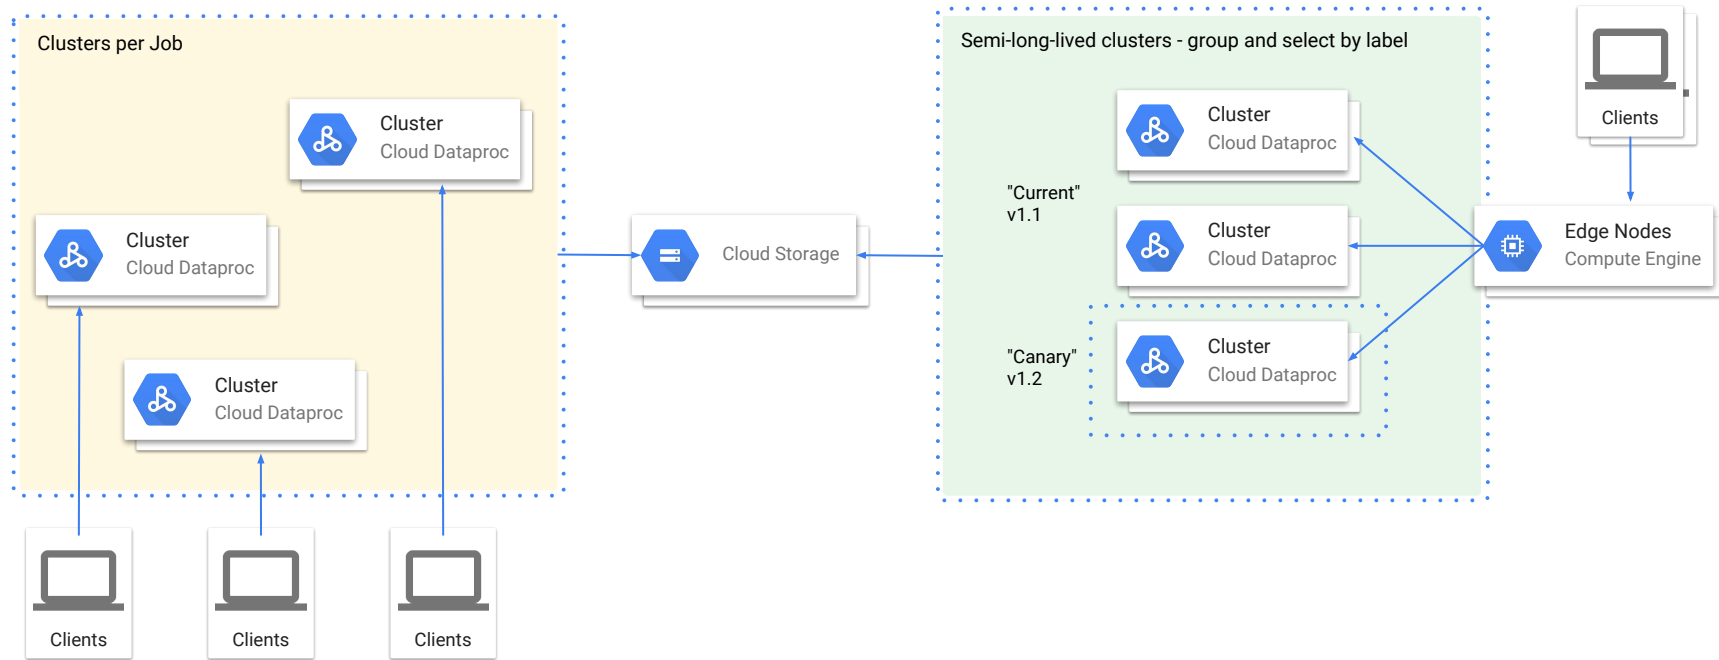 Clusters per Job
Cluster
Cloud Dataproc
Cluster
Cloud Dataproc
Cluster
Cloud Dataproc
Clients
Clients
Clients
Cloud Storage
Semi-long-lived clusters - group and select by label
Cluster
Cloud Dataproc
"Current"
v1.1
Cluster
Cloud Dataproc
"Canary"
v1.2
Cluster
Cloud Dataproc
Clients
Edge Nodes
Compute Engine